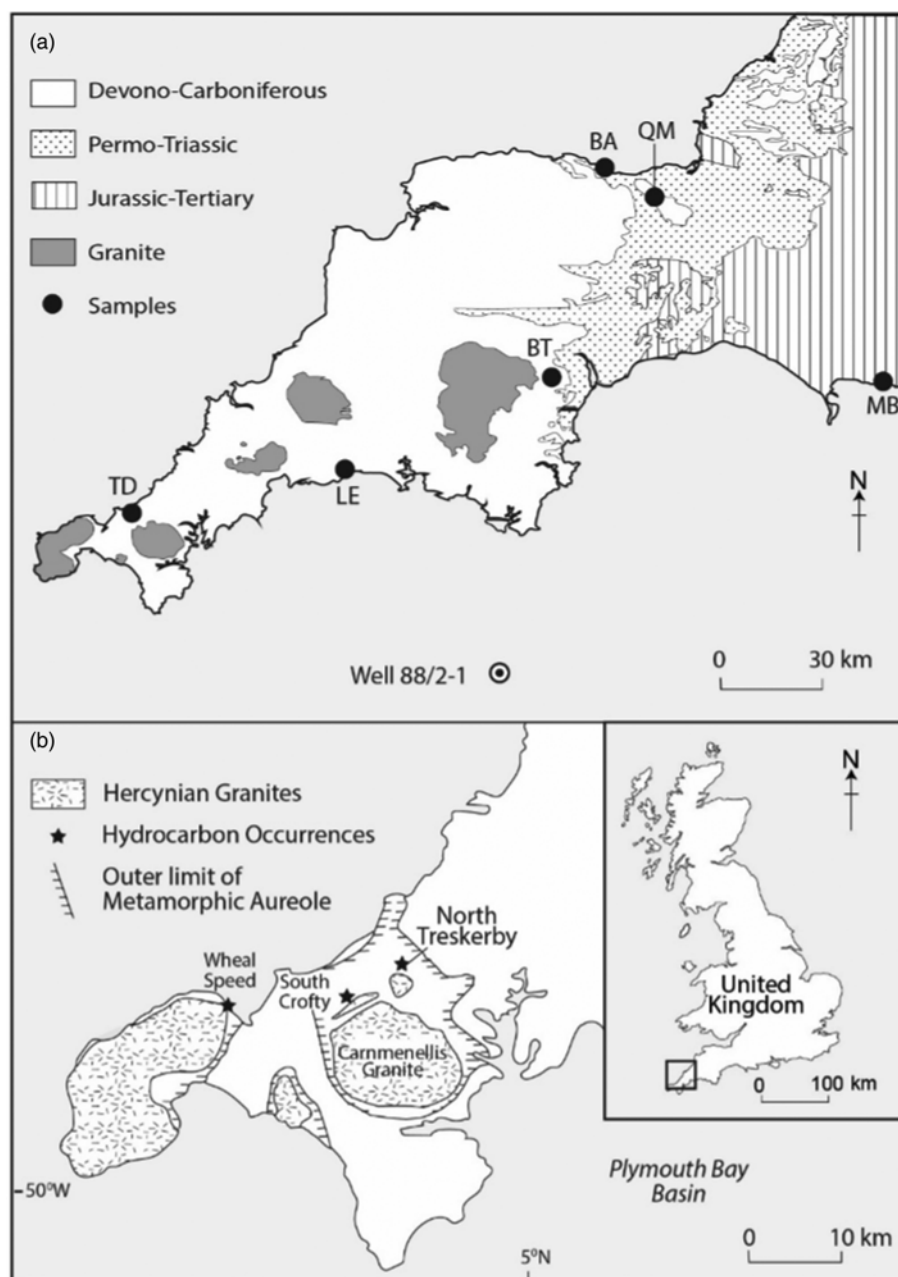 (a)
Devono-Carboniferous
Permo-Triassic
Jurassic-Tertiary
Granite
Samples
BA
QM
BT
MB
TD
LE
N
Well 88/2-1
0 30 km
(b)
Hercynian Granites
Hydrocarbon Occurrences
Outer limit of
Metamorphic Aureole
North
Treskerby
Wheal
Speed
South
Crofty
Carnmenellis
Granite
N
United
Kingdom
0 100 km
Plymouth Bay
Basin
50°W
5°N
0 10 km